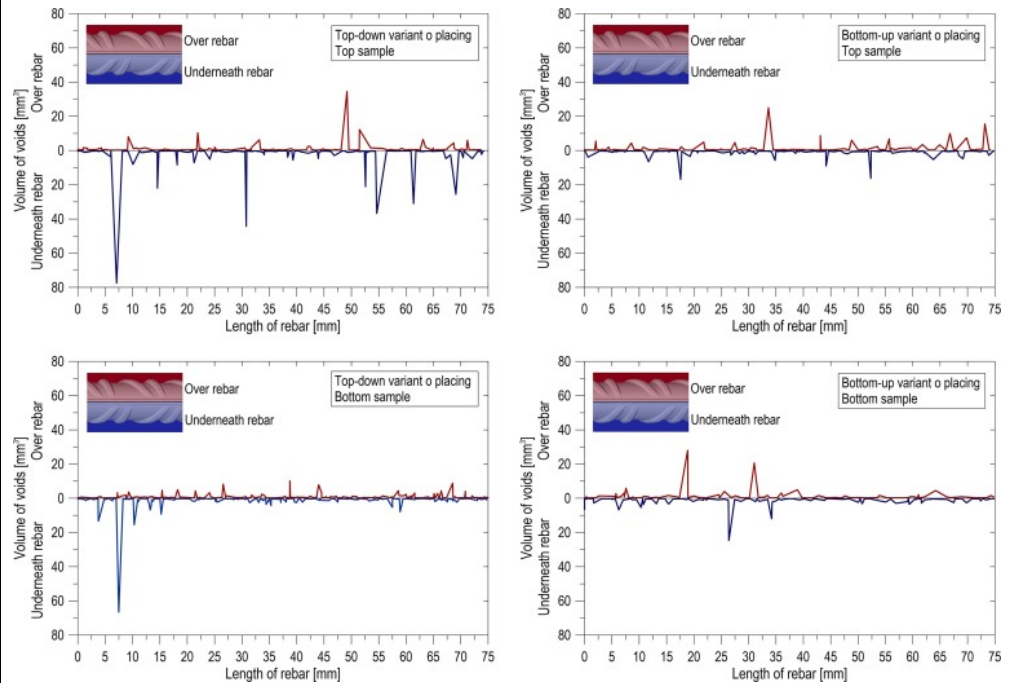 80
60
40
20
0
20
40
60
80
Volume of voids [mm³]
Over rebar
Underneath rebar
Over rebar
Underneath rebar
Top-down variant o placing
Top sample
0 5 10 15 20 25 30 35 40 45 50 55 60 65 70 75
Length of rebar [mm]
80
60
40
20
0
20
40
60
80
Volume of voids [mm³]
Over rebar
Underneath rebar
Over rebar
Underneath rebar
Bottom-up variant o placing
Top sample
0 5 10 15 20 25 30 35 40 45 50 55 60 65 70 75
Length of rebar [mm]
80
60
40
20
0
20
40
60
80
Volume of voids [mm³]
Over rebar
Underneath rebar
Over rebar
Underneath rebar
Top-down variant o placing
Bottom sample
0 5 10 15 20 25 30 35 40 45 50 55 60 65 70 75
Length of rebar [mm]
80
60
40
20
0
20
40
60
80
Volume of voids [mm³]
Over rebar
Underneath rebar
Over rebar
Underneath rebar
Bottom-up variant o placing
Bottom sample
0 5 10 15 20 25 30 35 40 45 50 55 60 65 70 75
Length of rebar [mm]